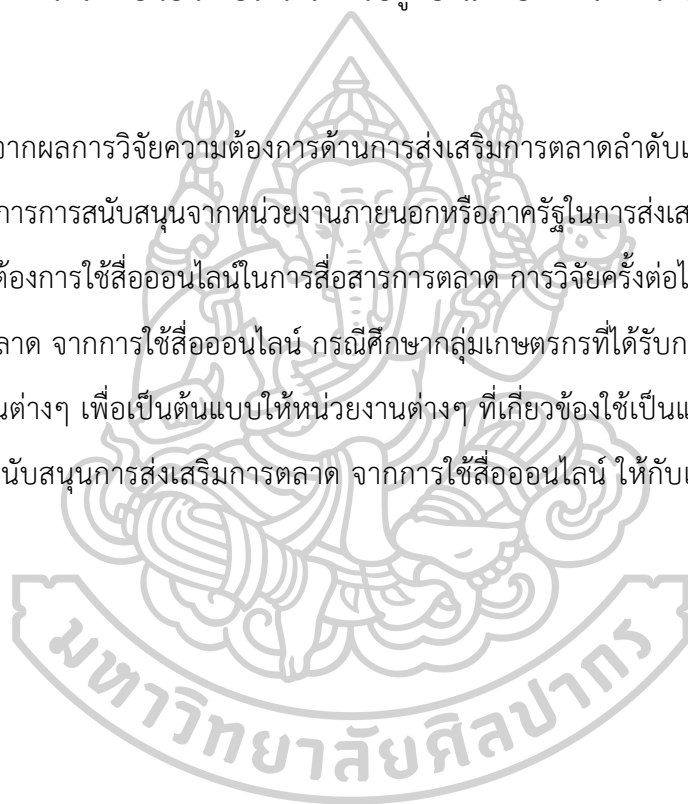 จากผลการวิจัยความต้องการด้านการส่งเสริมการตลาดลำดับ
การการสนับสนุนจากหน่วยงานภายนอกหรือภาครัฐในการส่งเส
ต้องการใช้สื่อออนไลน์ในการสื่อสารการตลาด การวิจัยครั้งต่อไ
ลาด จากการใช้สื่อออนไลน์ กรณีศึกษากลุ่มเกษตรกรที่ได้รับก
นต่างๆ เพื่อเป็นต้นแบบให้หน่วยงานต่างๆ ที่เกี่ยวข้องใช้เป็นแ
นับสนุนการส่งเสริมการตลาด จากการใช้สื่อออนไลน์ ให้กับเ
มหาวิทยาลัยศิลปากร